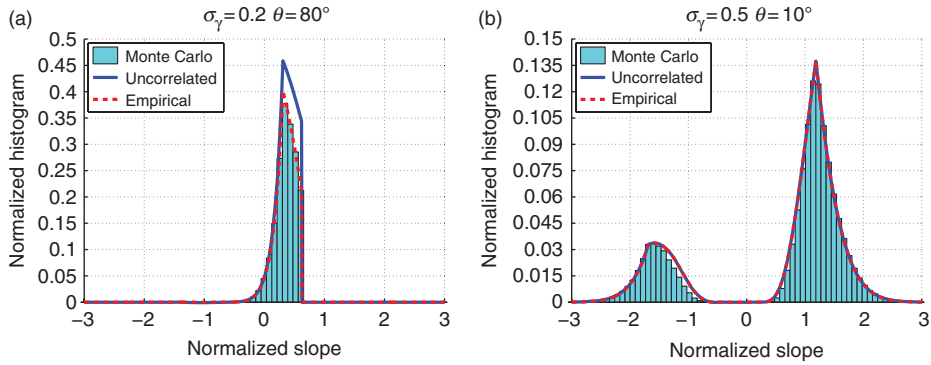 (a)
σγ=0.2 θ=80°
Normalized histogram
0.5
0.45
0.4
0.35
0.3
0.25
0.2
0.15
0.1
0.05
0
Monte Carlo
Uncorrelated
Empirical
−3 −2 −1 0 1 2 3
Normalized slope
(b)
σγ=0.5 θ=10°
Normalized histogram
0.15
0.135
0.12
0.105
0.09
0.075
0.06
0.045
0.03
0.015
0
Monte Carlo
Uncorrelated
Empirical
−3 −2 −1 0 1 2 3
Normalized slope